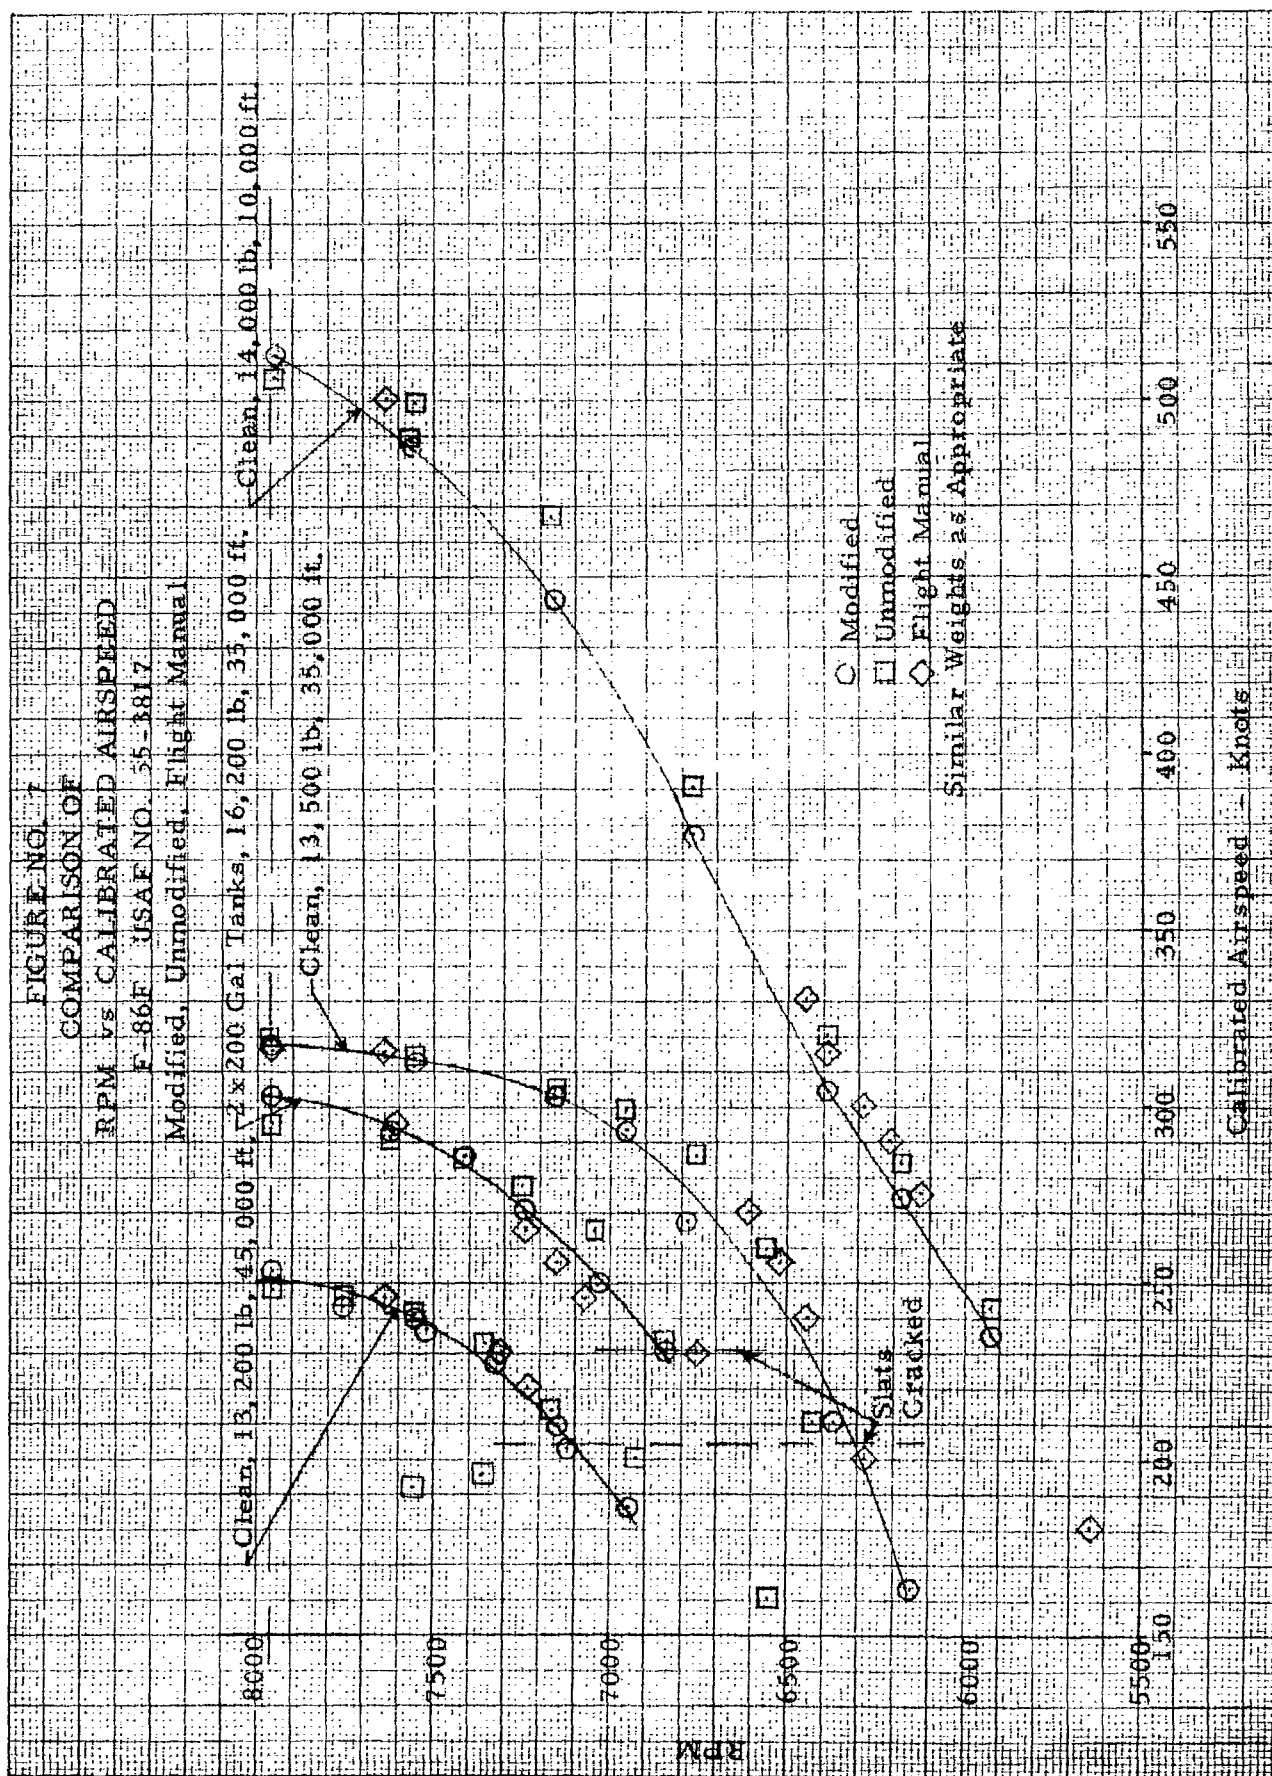 FIGURE NO. 7
COMPARISON OF
RPM vs CALIBRATED AIRSPEED
F-86F USAF NO. 55-3817
Modified, Unmodified, Flight Manual
Clean, 13,200 lb, 45,000 ft.
2 x 200 Gal Tanks, 16,200 lb, 35,000 ft.
Clean, 14,000 lb, 10,000 ft.
Clean, 13,500 lb, 35,000 ft.
8000
7500
7000
6500
6000
5500
RPM
Slats
Cracked
Modified
Unmodified
Flight Manual
Similar Weights as Appropriate
150
200
250
300
350
400
450
500
550
Calibrated Airspeed - Knots